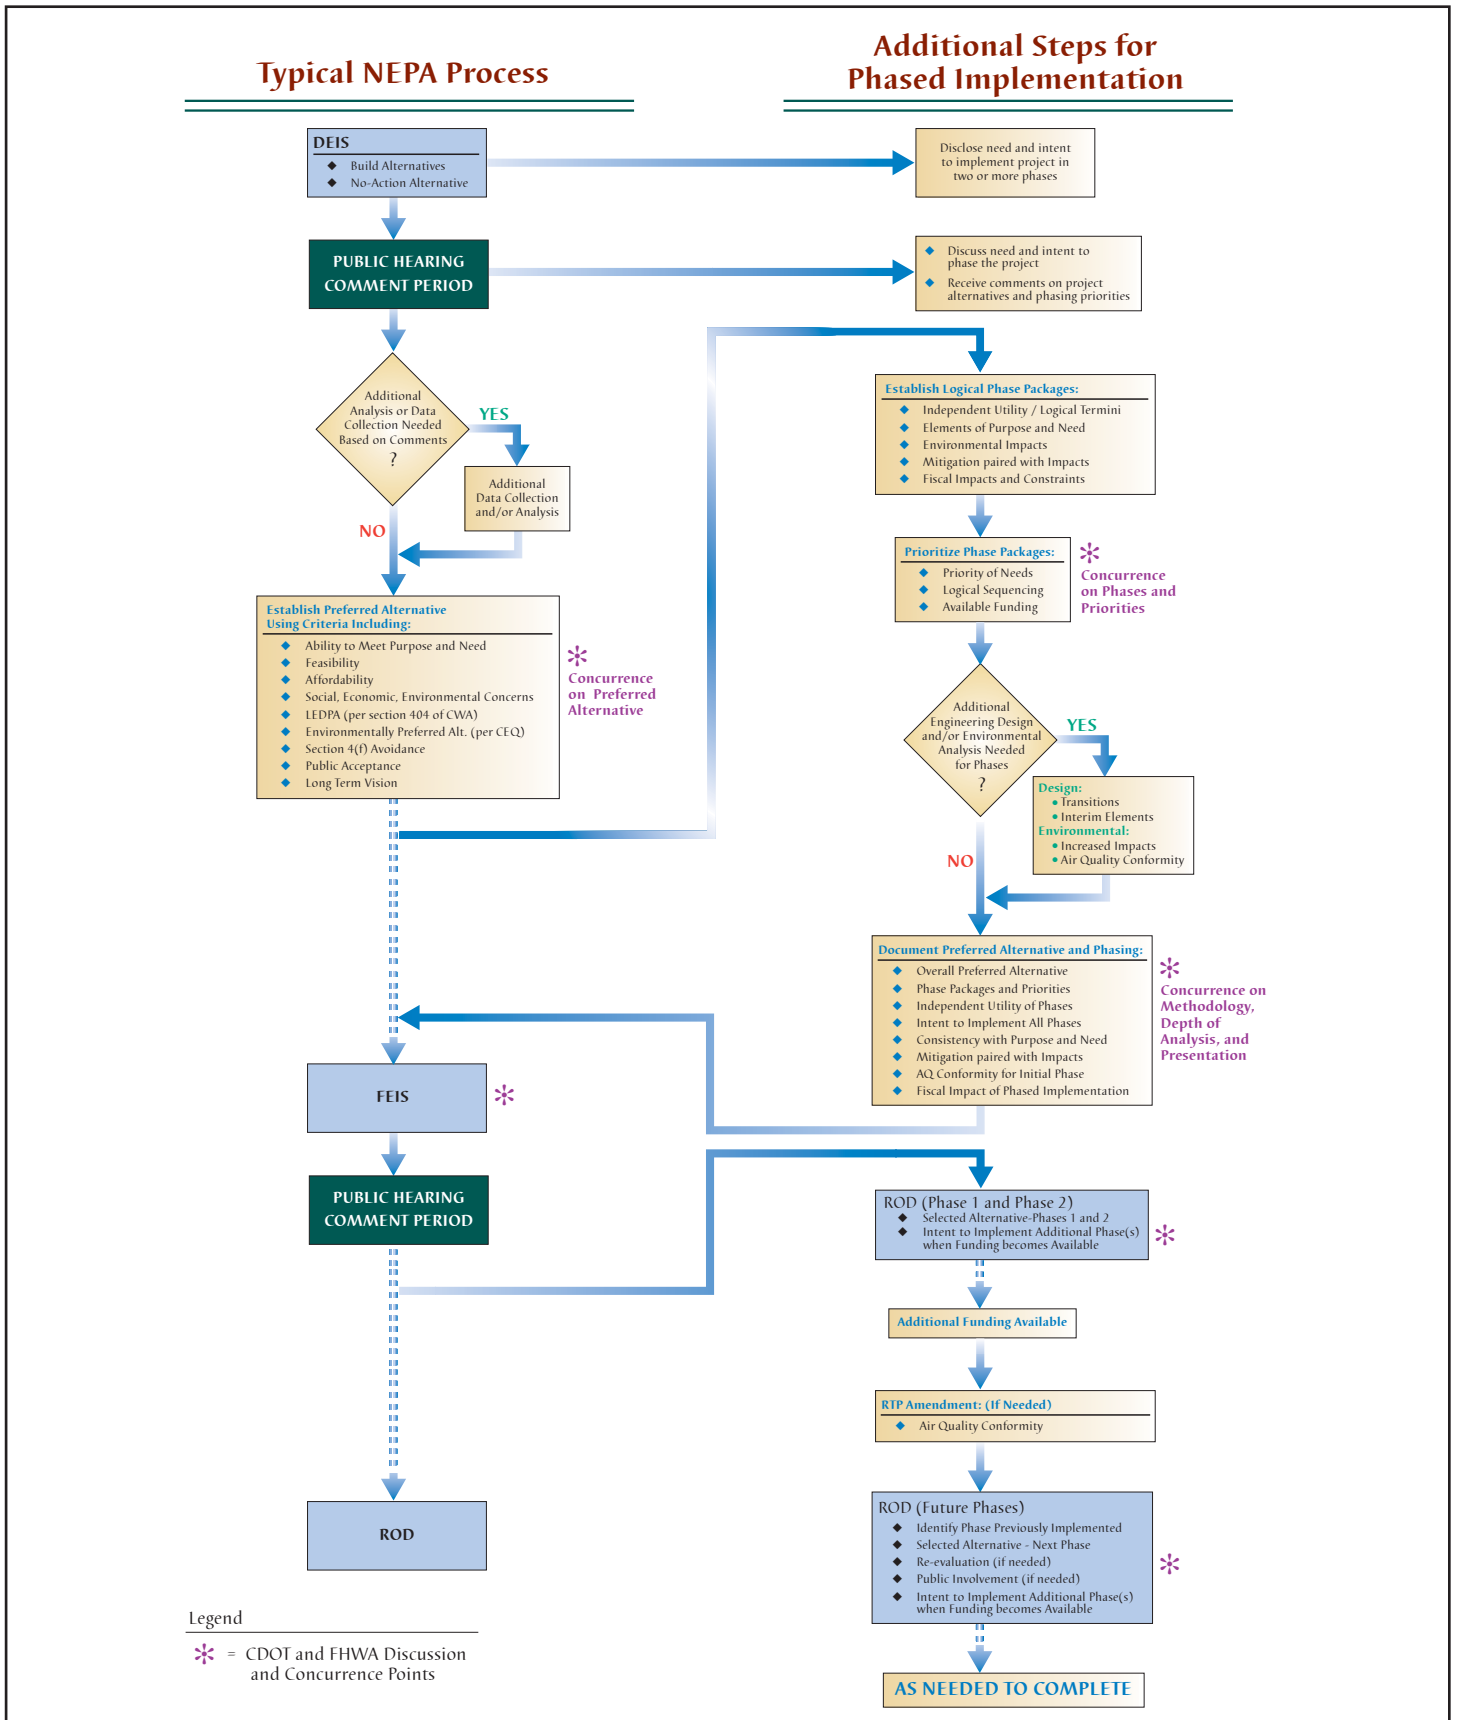 Typical NEPA Process
DEIS
◆ Build Alternatives
◆ No-Action Alternative
PUBLIC HEARING
COMMENT PERIOD
Additional
Analysis or Data
Collection Needed
Based on Comments
?
YES
Additional
Data Collection
and/or Analysis
NO
Establish Preferred Alternative
Using Criteria Including:
◆ Ability to Meet Purpose and Need
◆ Feasibility
◆ Affordability
◆ Social, Economic, Environmental Concerns
◆ LEDPA (per section 404 of CWA)
◆ Environmentally Preferred Alt. (per CEQ)
◆ Section 4(f) Avoidance
◆ Public Acceptance
◆ Long Term Vision
*
Concurrence
on Preferred
Alternative
FEIS
*
PUBLIC HEARING
COMMENT PERIOD
ROD
Legend
* = CDOT and FHWA Discussion
and Concurrence Points
Additional Steps for
Phased Implementation
Disclose need and intent
to implement project in
two or more phases
◆ Discuss need and intent to
phase the project
◆ Receive comments on project
alternatives and phasing priorities
Establish Logical Phase Packages:
◆ Independent Utility / Logical Termini
◆ Elements of Purpose and Need
◆ Environmental Impacts
◆ Mitigation paired with Impacts
◆ Fiscal Impacts and Constraints
Prioritize Phase Packages:
◆ Priority of Needs
◆ Logical Sequencing
◆ Available Funding
*
Concurrence
on Phases and
Priorities
Additional
Engineering Design
and/or Environmental
Analysis Needed
for Phases
?
YES
Design:
• Transitions
• Interim Elements
Environmental:
• Increased Impacts
• Air Quality Conformity
NO
Document Preferred Alternative and Phasing:
◆ Overall Preferred Alternative
◆ Phase Packages and Priorities
◆ Independent Utility of Phases
◆ Intent to Implement All Phases
◆ Consistency with Purpose and Need
◆ Mitigation paired with Impacts
◆ AQ Conformity for Initial Phase
◆ Fiscal Impact of Phased Implementation
*
Concurrence on
Methodology,
Depth of
Analysis, and
Presentation
ROD (Phase 1 and Phase 2)
◆ Selected Alternative-Phases 1 and 2
◆ Intent to Implement Additional Phase(s)
when Funding becomes Available
*
Additional Funding Available
RTP Amendment: (If Needed)
◆ Air Quality Conformity
ROD (Future Phases)
◆ Identify Phase Previously Implemented
◆ Selected Alternative - Next Phase
◆ Re-evaluation (if needed)
◆ Public Involvement (if needed)
◆ Intent to Implement Additional Phase(s)
when Funding becomes Available
*
AS NEEDED TO COMPLETE